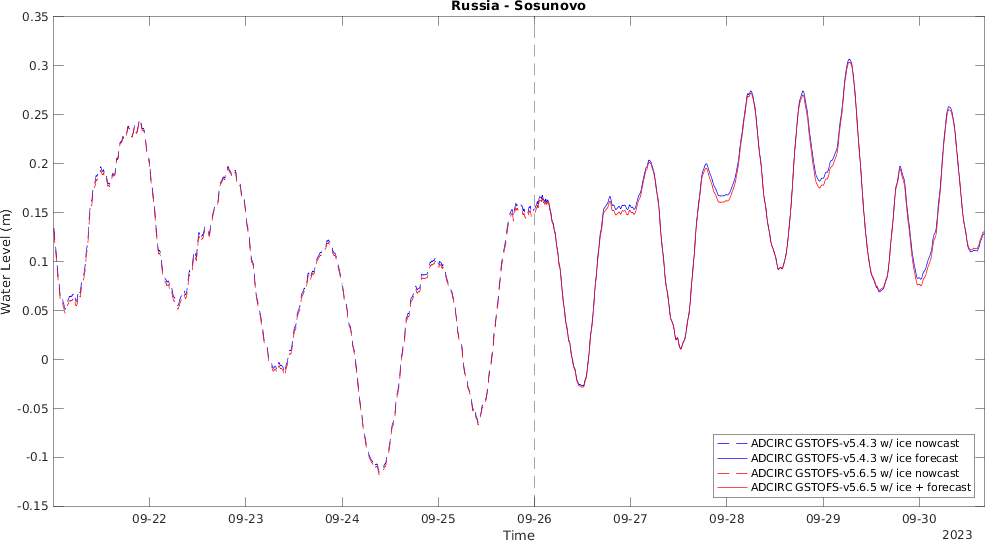 Russia - Sosunovo
0.35
0.3
0.25
0.2
0.15
0.1
0.05
0
-0.05
-0.1
-0.15
Water Level (m)
ADCIRC GSTOFS-v5.4.3 w/ ice nowcast
ADCIRC GSTOFS-v5.4.3 w/ ice forecast
ADCIRC GSTOFS-v5.6.5 w/ ice nowcast
ADCIRC GSTOFS-v5.6.5 w/ ice + forecast
09-22 09-23 09-24 09-25 09-26 09-27 09-28 09-29 09-30
Time
2023